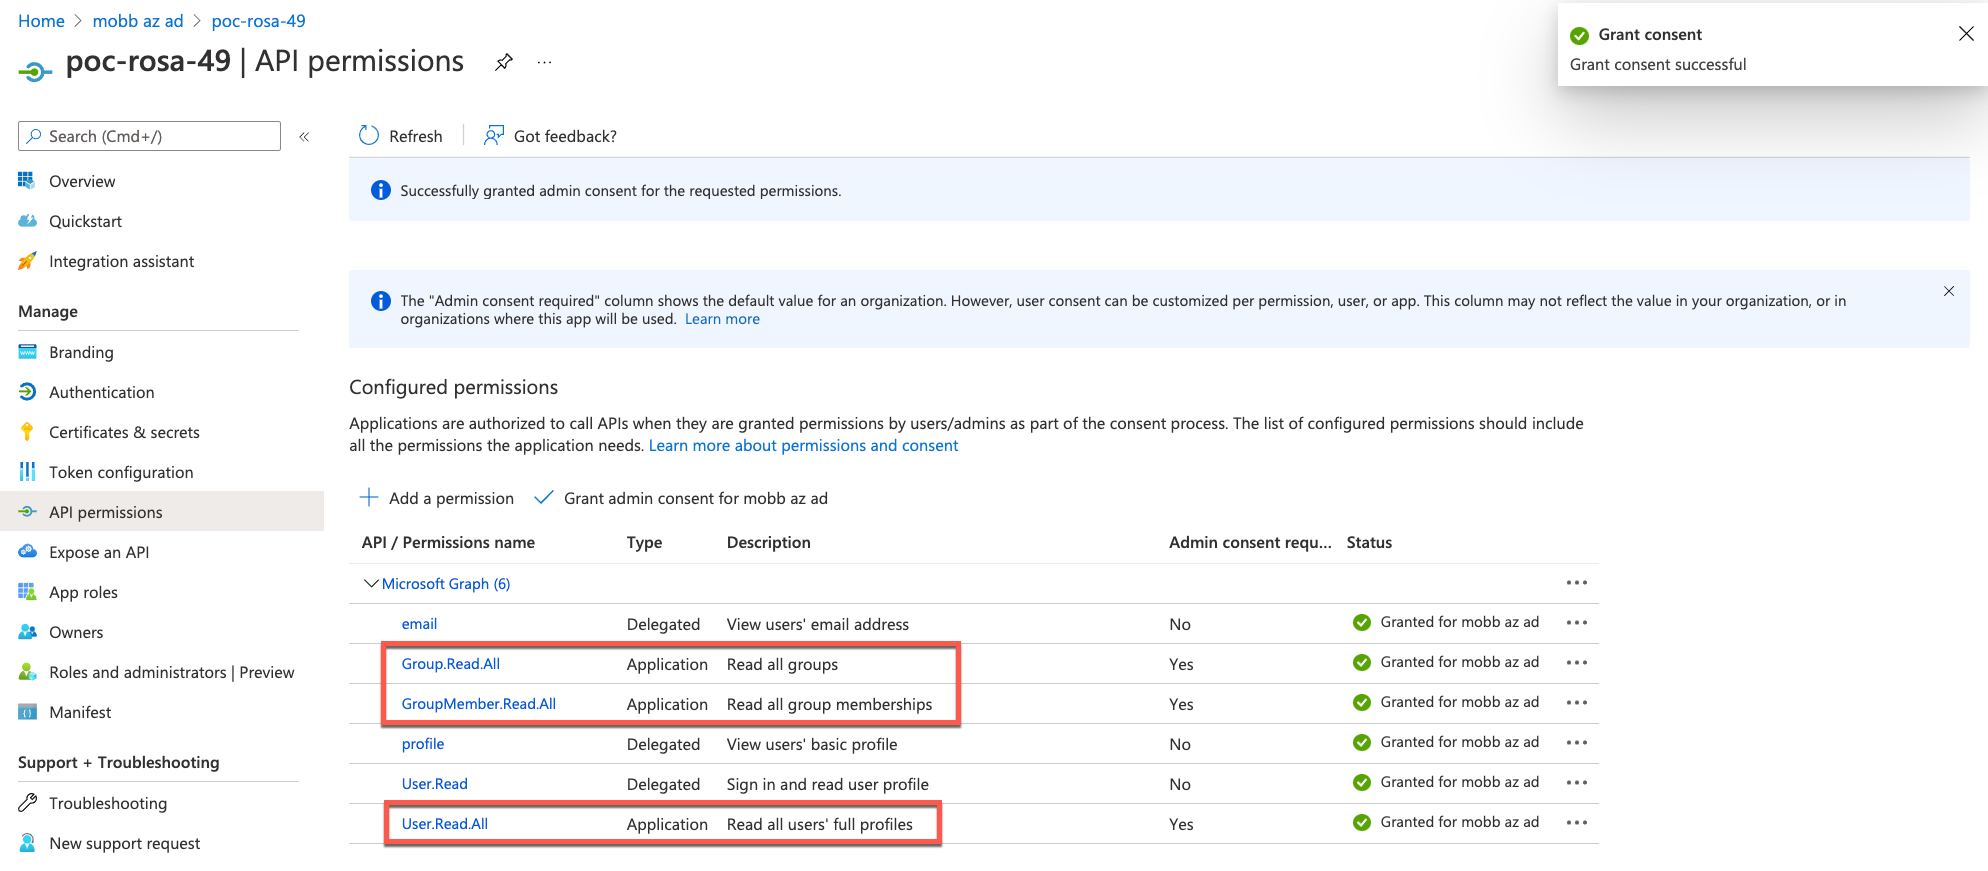 Home > mobb az ad > poc-rosa-49
poc-rosa-49 | API permissions
Grant consent
Grant consent successful
Search (Cmd+/)
Overview
Quickstart
Integration assistant
Manage
Branding
Authentication
Certificates & secrets
Token configuration
API permissions
Expose an API
App roles
Owners
Roles and administrators | Preview
Manifest
Support + Troubleshooting
Troubleshooting
New support request
Refresh
Got feedback?
Successfully granted admin consent for the requested permissions.
The "Admin consent required" column shows the default value for an organization. However, user consent can be customized per permission, user, or app. This column may not reflect the value in your organization, or in
organizations where this app will be used. Learn more
Configured permissions
Applications are authorized to call APIs when they are granted permissions by users/admins as part of the consent process. The list of configured permissions should include
all the permissions the application needs. Learn more about permissions and consent
Add a permission
Grant admin consent for mobb az ad
API / Permissions name Type Description Admin consent requ... Status
Microsoft Graph (6)
email Delegated View users' email address No Granted for mobb az ad
Group.Read.All Application Read all groups Yes Granted for mobb az ad
GroupMember.Read.All Application Read all group memberships Yes Granted for mobb az ad
profile Delegated View users' basic profile No Granted for mobb az ad
User.Read Delegated Sign in and read user profile No Granted for mobb az ad
User.Read.All Application Read all users' full profiles Yes Granted for mobb az ad